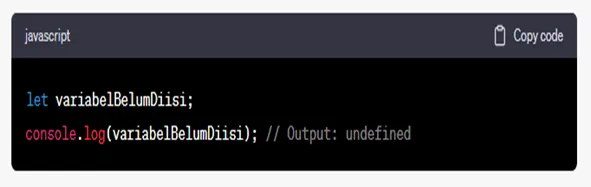 javascript
Copy code
let variabelBelumDiisi;
console.log(variabelBelumDiisi); // Output: undefined